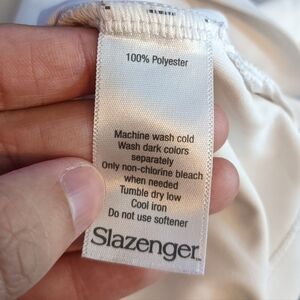 100% Polyester
Machine wash cold
Wash dark colors
separately
Only non-chlorine bleach
when needed
Tumble dry low
Cool iron
Do not use softener
Slazenger